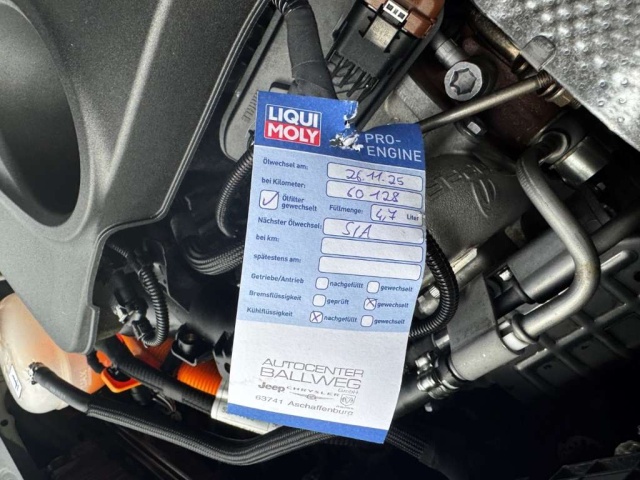 LIQUI
MOLY
PRO-
ENGINE
Ölwechsel am: 26.11.25
bei Kilometer: 60 128
Ölfilter
gewechselt
Füllmenge: 4,7 Liter
Nächster Ölwechsel: SIA
bei km:
spätestens am:
Getriebe/Antrieb nachgefüllt gewechselt
Bremsflüssigkeit geprüft gewechselt
Kühlflüssigkeit nachgefüllt gewechselt
AUTOCENTER
BALLWEG
GmbH
Jeep CHRYSLER
63741 Aschaffenburg